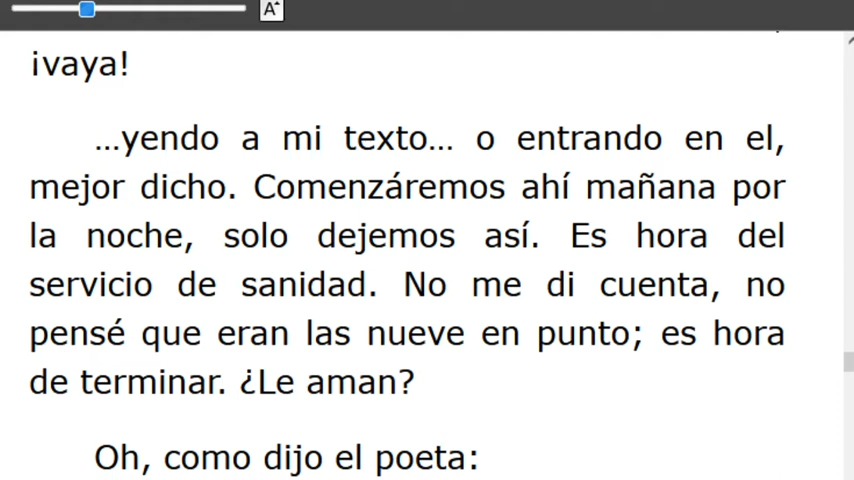 ¡vaya!
...yendo a mi texto... o entrando en el,
mejor dicho. Comenzáremos ahí mañana por
la noche, solo dejemos así. Es hora del
servicio de sanidad. No me di cuenta, no
pensé que eran las nueve en punto; es hora
de terminar. ¿Le aman?
Oh, como dijo el poeta: